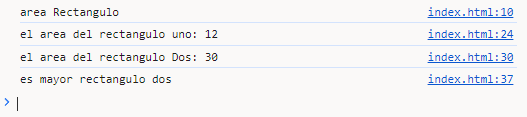 area Rectangulo index.html:10
el area del rectangulo uno: 12 index.html:24
el area del rectangulo Dos: 30 index.html:30
es mayor rectangulo dos index.html:37
>